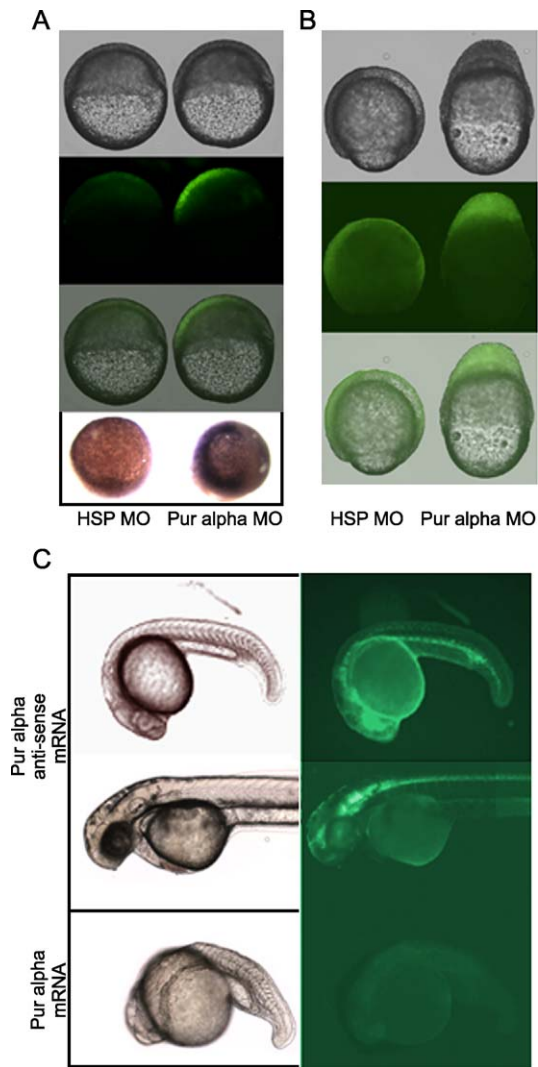 A
B
HSP MO
Pur alpha MO
HSP MO
Pur alpha MO
C
Pur alpha
anti-sense
mRNA
Pur alpha
mRNA